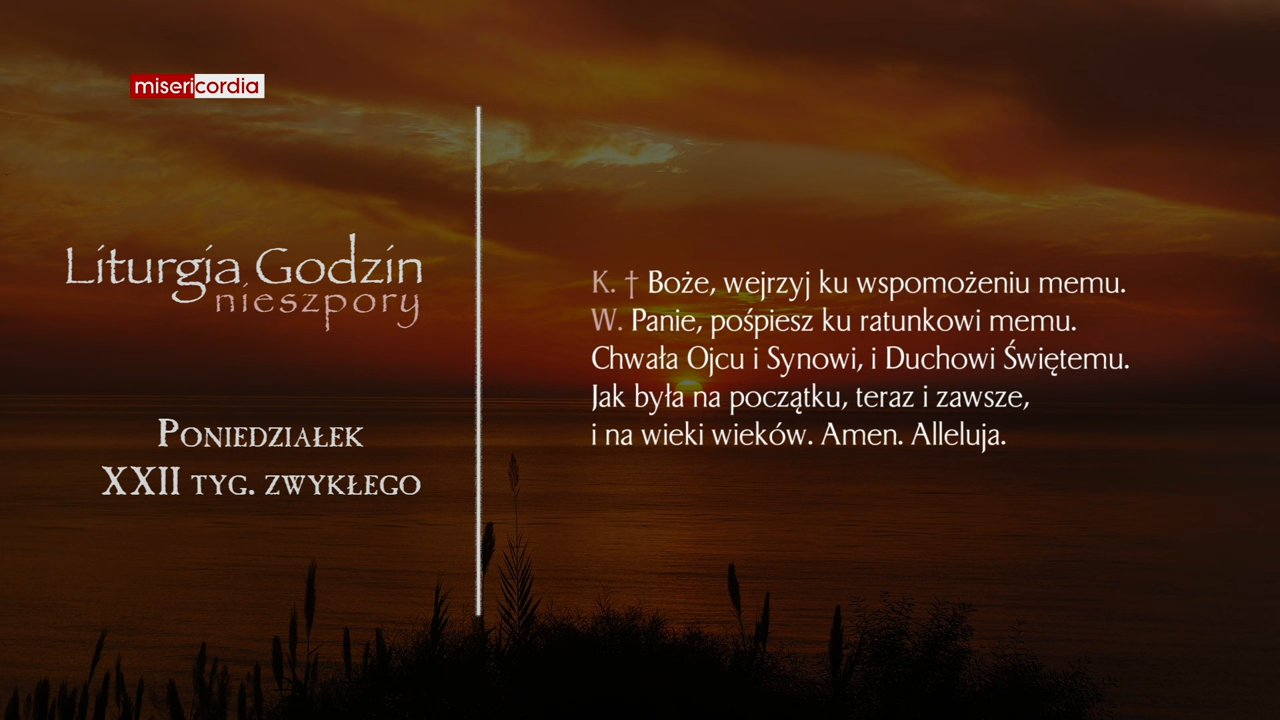 misericordia
Liturgia Godzin
nieszpory
Poniedziałek
XXII tyg. zwykłego
K. † Boże, wejrzyj ku wspomożeniu memu.
W. Panie, pośpiesz ku ratunkowi memu.
Chwała Ojcu i Synowi, i Duchowi Świętemu.
Jak była na początku, teraz i zawsze,
i na wieki wieków. Amen. Alleluja.